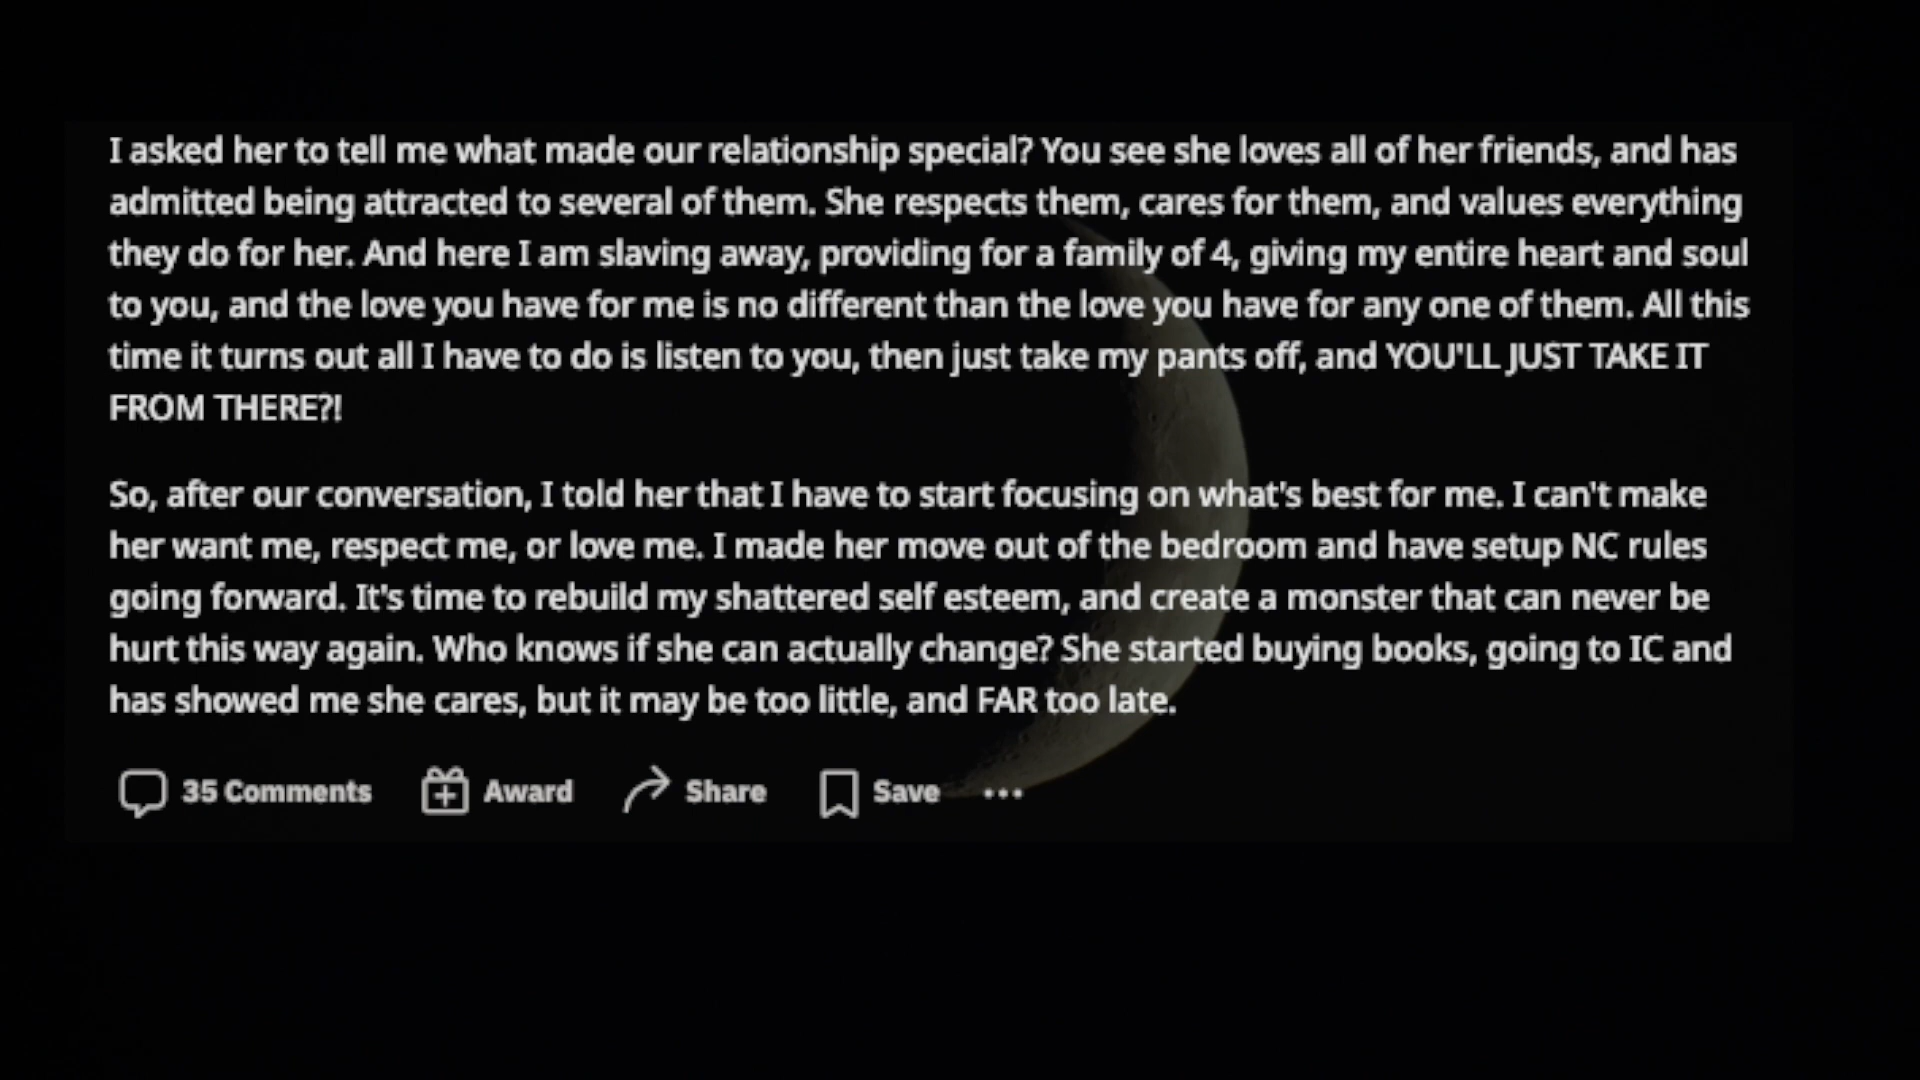 I asked her to tell me what made our relationship special? You see she loves all of her friends, and has
admitted being attracted to several of them. She respects them, cares for them, and values everything
they do for her. And here I am slaving away, providing for a family of 4, giving my entire heart and soul
to you, and the love you have for me is no different than the love you have for any one of them. All this
time it turns out all I have to do is listen to you, then just take my pants off, and YOU'LL JUST TAKE IT
FROM THERE?!
So, after our conversation, I told her that I have to start focusing on what's best for me. I can't make
her want me, respect me, or love me. I made her move out of the bedroom and have setup NC rules
going forward. It's time to rebuild my shattered self esteem, and create a monster that can never be
hurt this way again. Who knows if she can actually change? She started buying books, going to IC and
has showed me she cares, but it may be too little, and FAR too late.
35 Comments Award Share Save